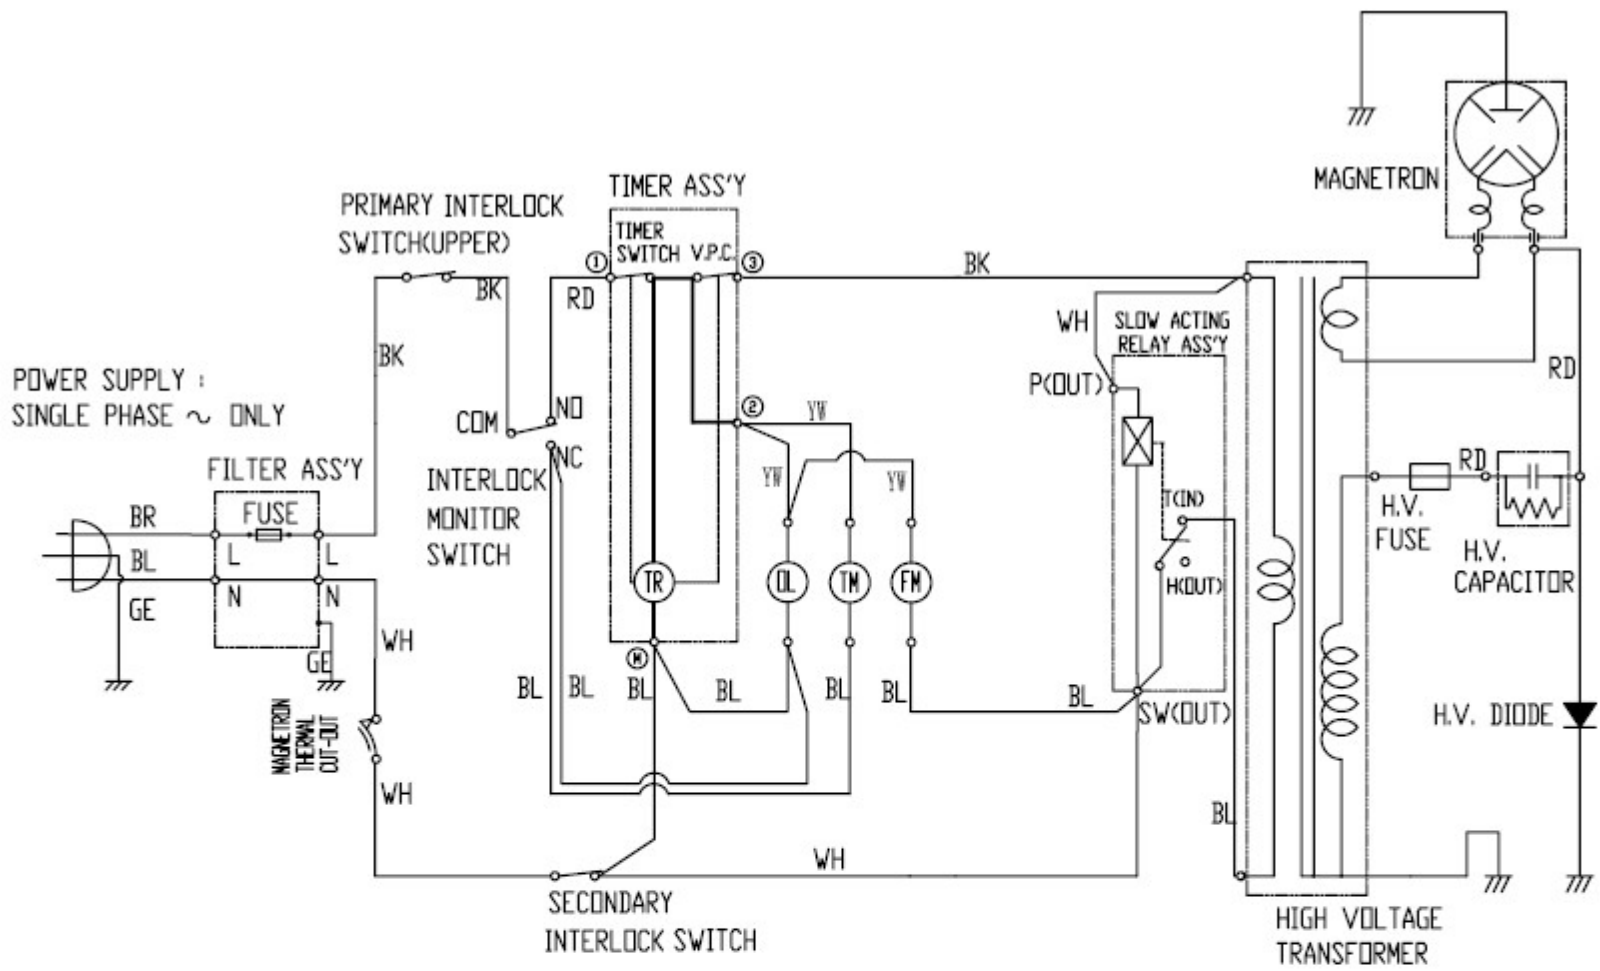 MAGNETRON
TIMER ASS'Y
PRIMARY INTERLOCK
SWITCH(UPPER)
TIMER
SWITCH V.P.C.
1
3
BK
BK
RD
WH
SLOW ACTING
RELAY ASS'Y
BK
POWER SUPPLY :
SINGLE PHASE ~ ONLY
RD
P(OUT)
NO
COM
2
YW
NC
FILTER ASS'Y
INTERLOCK
MONITOR
SWITCH
YW
YW
RD
T(IN)
BR
FUSE
H.V.
FUSE
BL
L
L
H.V.
CAPACITOR
TR
OL
TM
FM
H(OUT)
GE
N
N
WH
GE
M
BL
BL
BL
BL
BL
BL
BL
SW(OUT)
H.V. DIODE
MAGNETRON
THERMAL
CUT-OUT
WH
BL
WH
SECONDARY
INTERLOCK SWITCH
HIGH VOLTAGE
TRANSFORMER